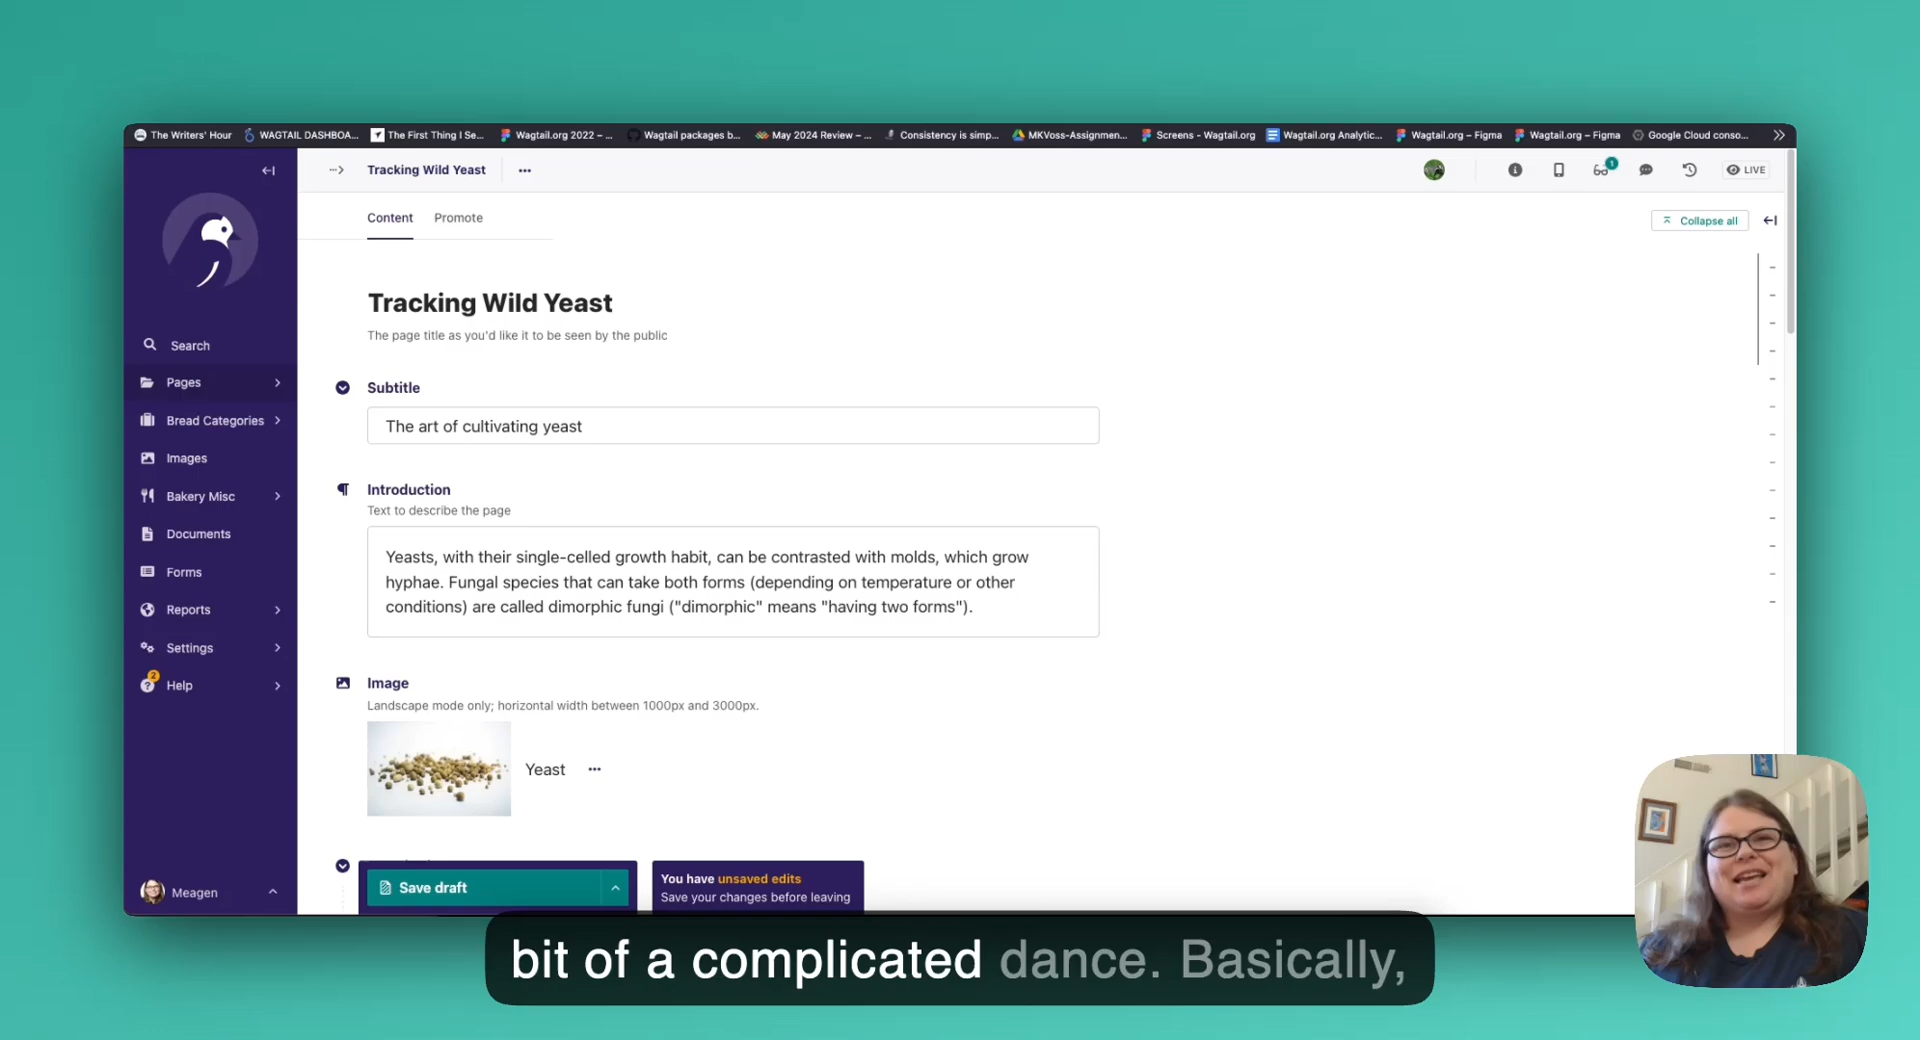 The Writers' Hour
WAGTAIL DASHBOA...
The First Thing I Se...
Wagtail.org 2022 – ...
Wagtail packages b...
May 2024 Review – ...
Consistency is simp...
MKVoss-Assignmen...
Screens - Wagtail.org
Wagtail.org Analytic...
Wagtail.org – Figma
Wagtail.org – Figma
Google Cloud conso...
Tracking Wild Yeast
1
LIVE
Content
Promote
Collapse all
Search
Pages
Bread Categories
Images
Bakery Misc
Documents
Forms
Reports
Settings
2
Help
Meagen
Tracking Wild Yeast
The page title as you'd like it to be seen by the public
Subtitle
The art of cultivating yeast
Introduction
Text to describe the page
Yeasts, with their single-celled growth habit, can be contrasted with molds, which grow
hyphae. Fungal species that can take both forms (depending on temperature or other
conditions) are called dimorphic fungi ("dimorphic" means "having two forms").
Image
Landscape mode only; horizontal width between 1000px and 3000px.
Yeast
Save draft
You have unsaved edits
Save your changes before leaving
bit of a complicated dance. Basically,